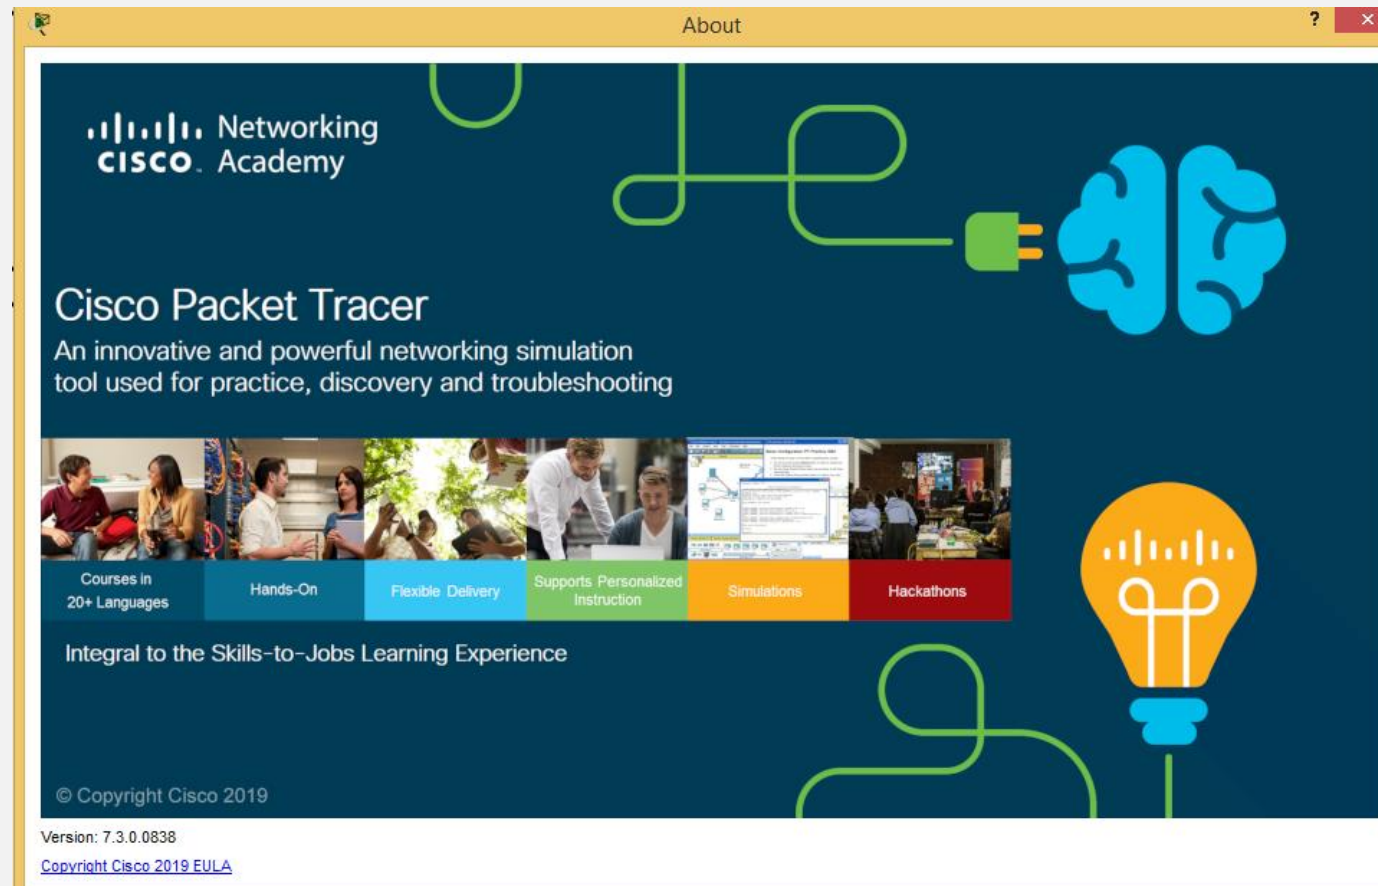 About
Networking
CISCO Academy
Cisco Packet Tracer
An innovative and powerful networking simulation
tool used for practice, discovery and troubleshooting
Courses in
20+ Languages
Hands-On
Flexible Delivery
Supports Personalized
Instruction
Simulations
Hackathons
Integral to the Skills-to-Jobs Learning Experience
© Copyright Cisco 2019
Version: 7.3.0.0838
Copyright Cisco 2019 EULA